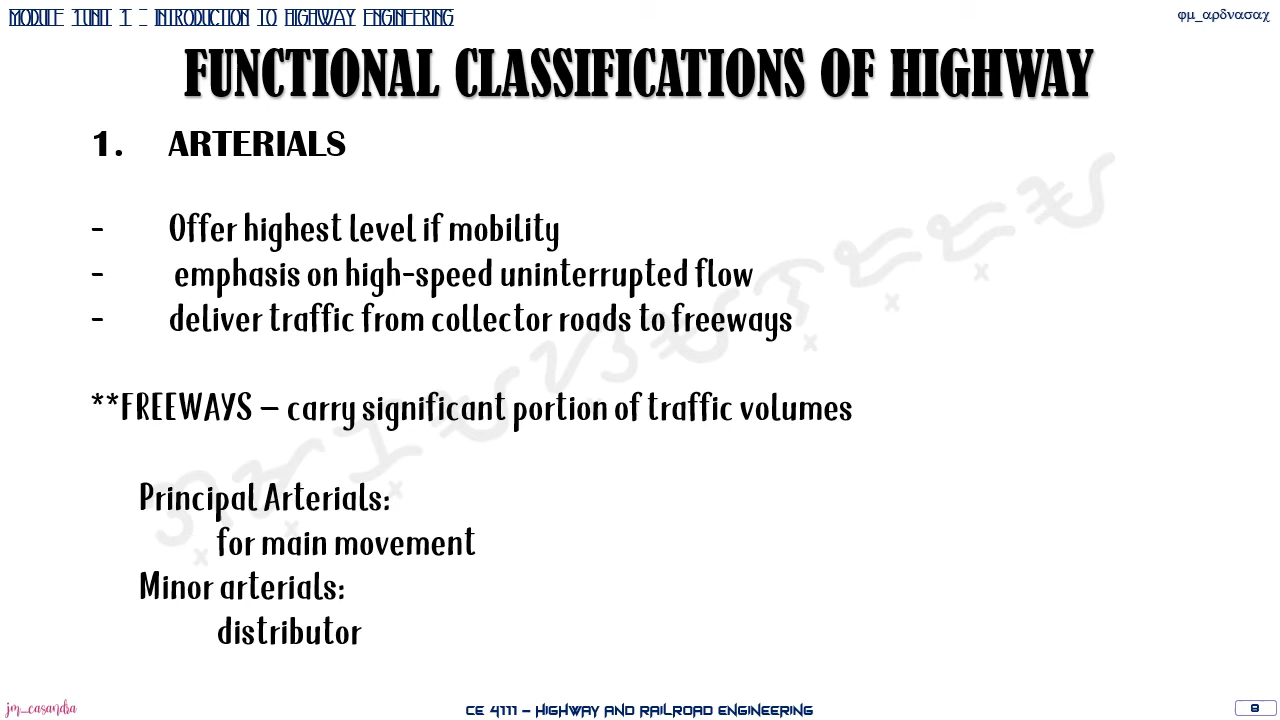 MODULE 1UNIT 1 – INTRODUCTION TO HIGHWAY ENGINEERING
φμ_αρδνασαχ
FUNCTIONAL CLASSIFICATIONS OF HIGHWAY
1. ARTERIALS
- Offer highest level if mobility
- emphasis on high-speed uninterrupted flow
- deliver traffic from collector roads to freeways
**FREEWAYS – carry significant portion of traffic volumes
Principal Arterials:
for main movement
Minor arterials:
distributor
jm_casandra
CE 4111 – HIGHWAY AND RAILROAD ENGINEERING
8